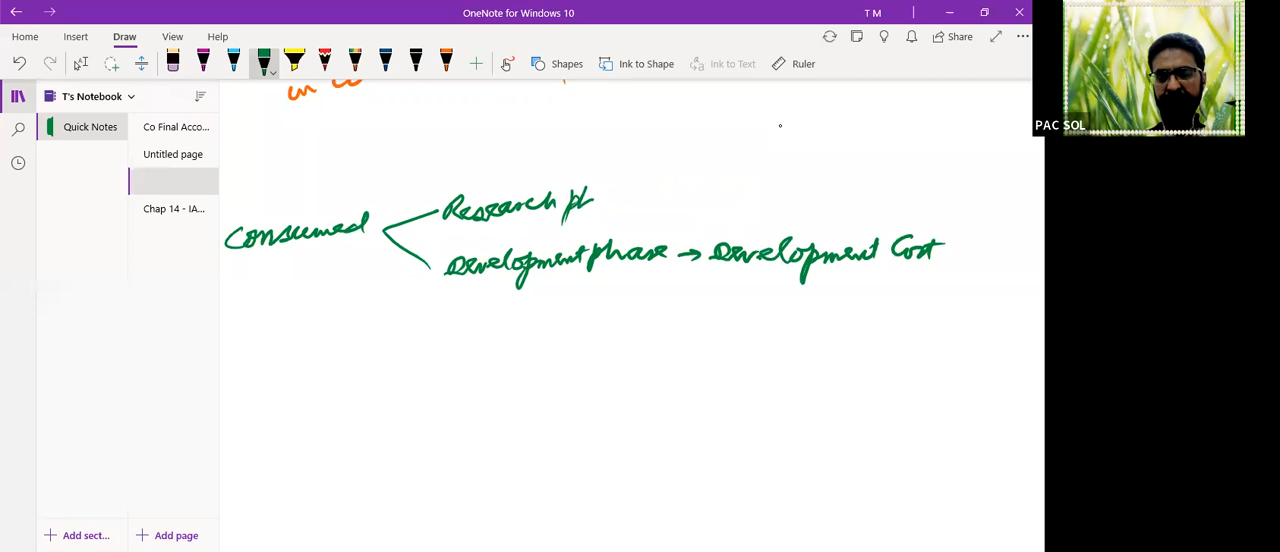 OneNote for Windows 10
T M
Home Insert Draw View Help
Share
Shapes Ink to Shape Ink to Text Ruler
T's Notebook
Quick Notes
Co Final Acco...
Untitled page
Chap 14 - IA...
in
Consumed
Research ph
Development phase → Development Cost
Add sect...
Add page
PAC SOL